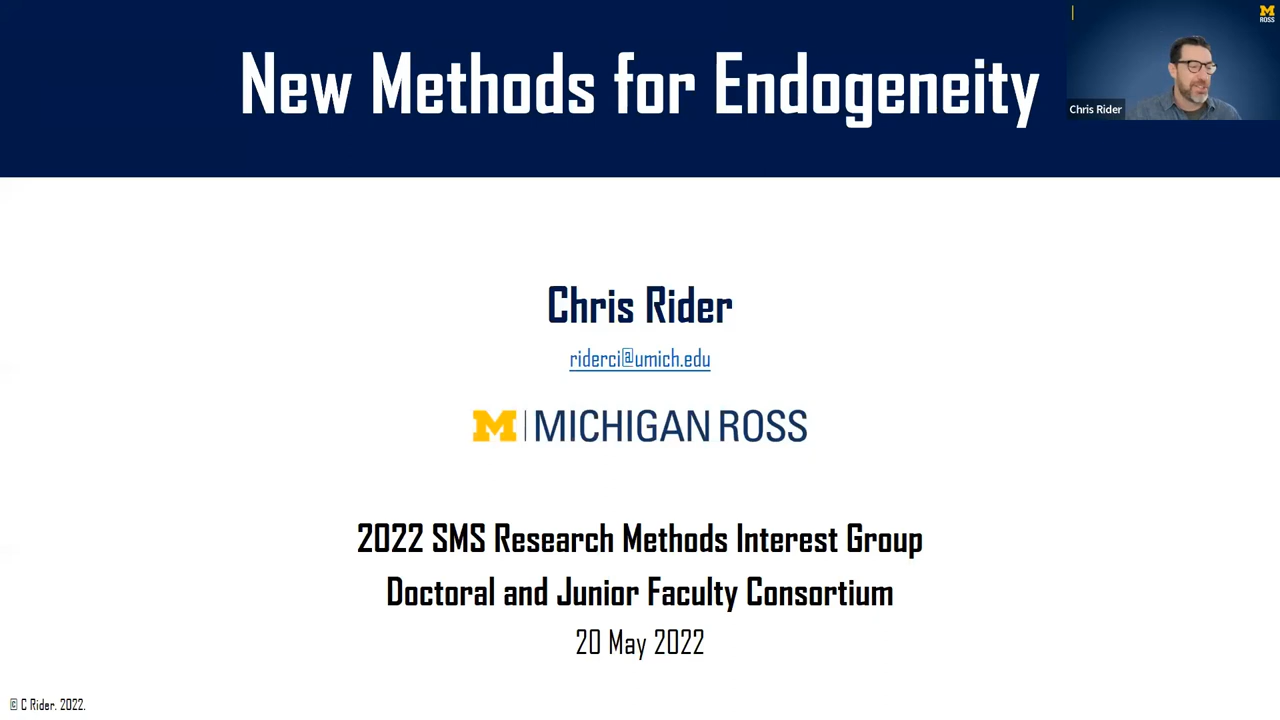 New Methods for Endogeneity
M
ROSS
Chris Rider
Chris Rider
riderci@umich.edu
M | MICHIGAN ROSS
2022 SMS Research Methods Interest Group
Doctoral and Junior Faculty Consortium
20 May 2022
© C Rider. 2022.